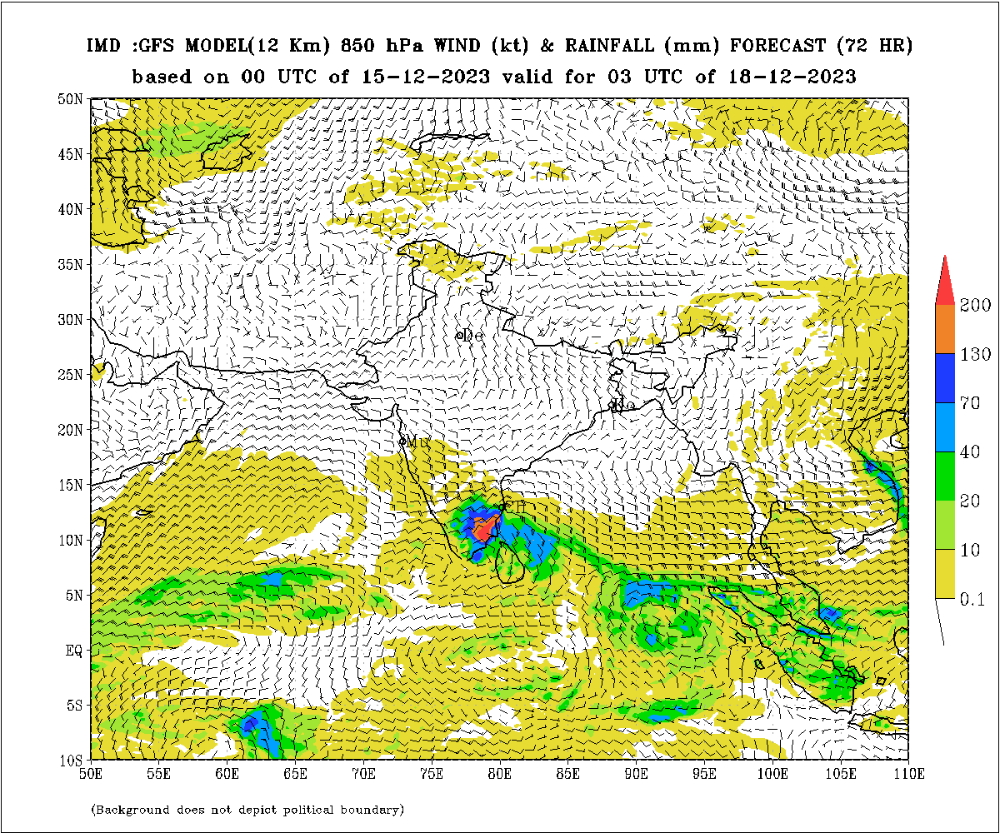 IMD :GFS MODEL(12 Km) 850 hPa WIND (kt) & RAINFALL (mm) FORECAST (72 HR)
based on 00 UTC of 15-12-2023 valid for 03 UTC of 18-12-2023
50N
45N
40N
35N
30N
25N
20N
15N
10N
5N
EQ
5S
10S
De
Mu
200
130
70
40
20
10
0.1
50E 55E 60E 65E 70E 75E 80E 85E 90E 95E 100E 105E 110E
(Background does not depict political boundary)